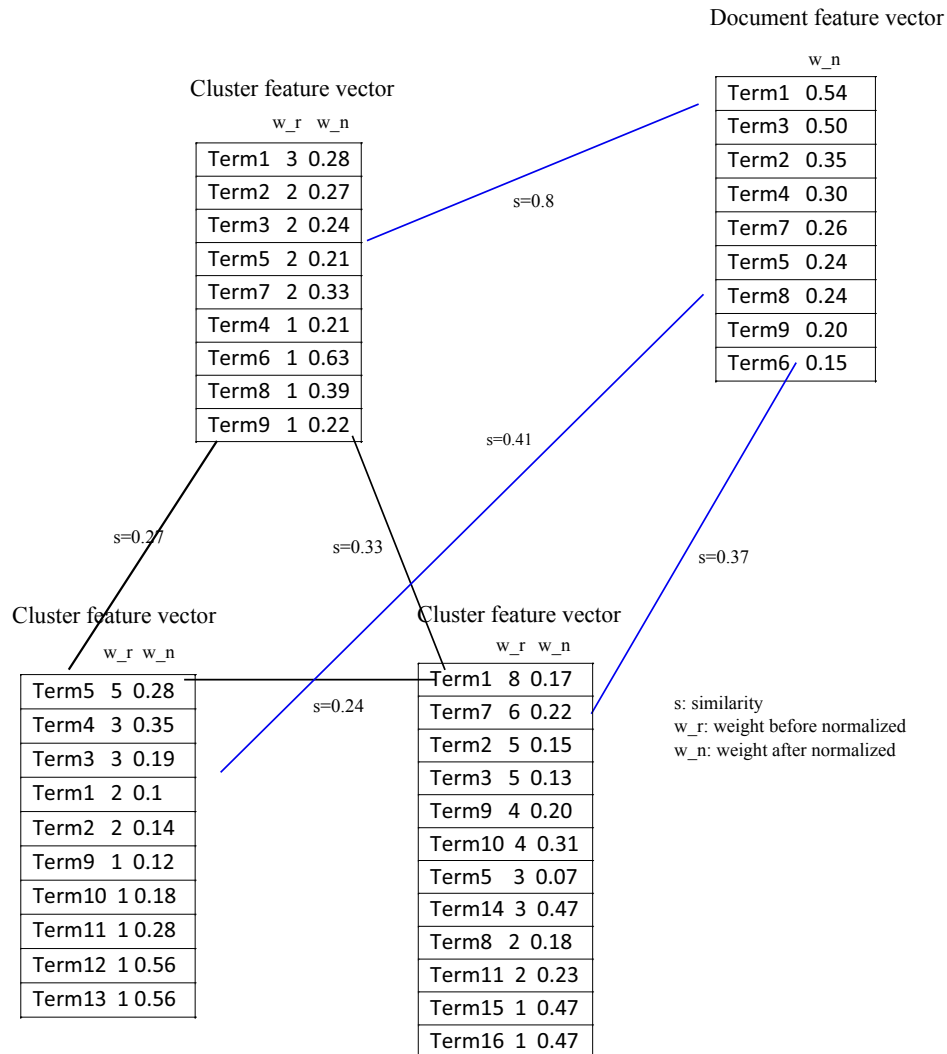 Document feature vector
w_n
Term1 0.54
Term3 0.50
Term2 0.35
Term4 0.30
Term7 0.26
Term5 0.24
Term8 0.24
Term9 0.20
Term6 0.15
Cluster feature vector
w_r w_n
Term1 3 0.28
Term2 2 0.27
Term3 2 0.24
Term5 2 0.21
Term7 2 0.33
Term4 1 0.21
Term6 1 0.63
Term8 1 0.39
Term9 1 0.22
s=0.8
s=0.41
s=0.27
s=0.33
s=0.37
Cluster feature vector
w_r w_n
Term5 5 0.28
Term4 3 0.35
Term3 3 0.19
Term1 2 0.1
Term2 2 0.14
Term9 1 0.12
Term10 1 0.18
Term11 1 0.28
Term12 1 0.56
Term13 1 0.56
s=0.24
Cluster feature vector
w_r w_n
Term1 8 0.17
Term7 6 0.22
Term2 5 0.15
Term3 5 0.13
Term9 4 0.20
Term10 4 0.31
Term5 3 0.07
Term14 3 0.47
Term8 2 0.18
Term11 2 0.23
Term15 1 0.47
Term16 1 0.47
s: similarity
w_r: weight before normalized
w_n: weight after normalized